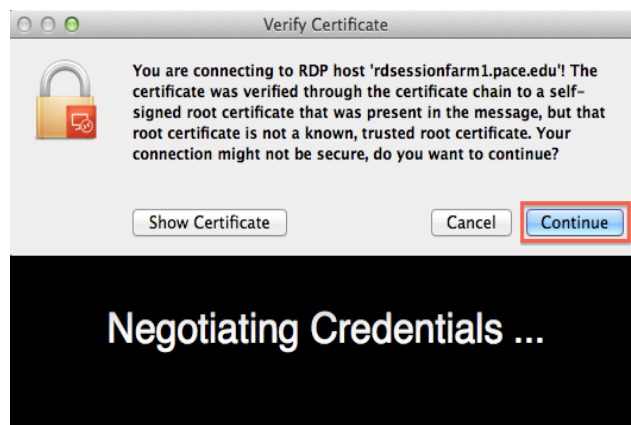 Verify Certificate
You are connecting to RDP host 'rdsessionfarm1.pace.edu'! The
certificate was verified through the certificate chain to a self-
signed root certificate that was present in the message, but that
root certificate is not a known, trusted root certificate. Your
connection might not be secure, do you want to continue?
Show Certificate
Cancel
Continue
Negotiating Credentials ...